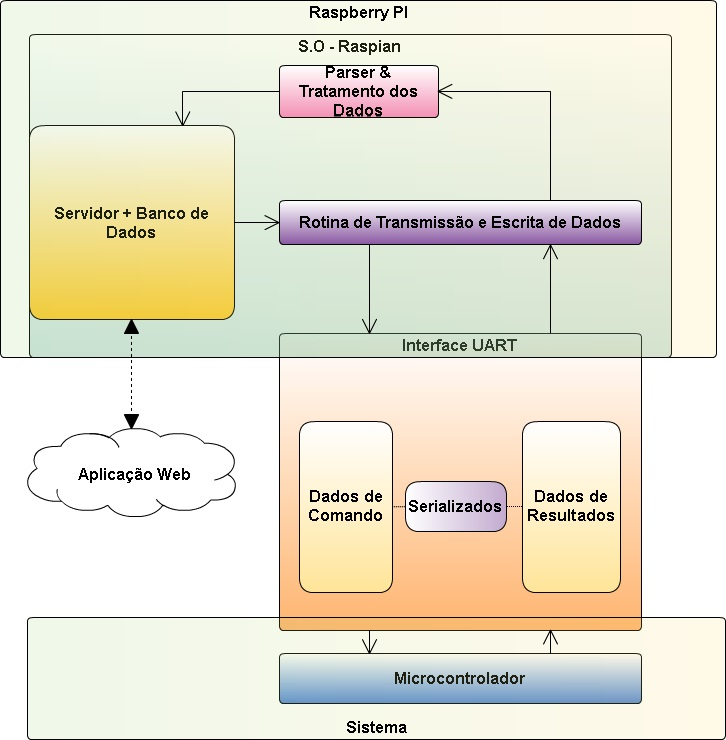 Raspberry PI
S.O - Raspian
Parser &
Tratamento dos
Dados
Servidor + Banco de
Dados
Rotina de Transmissão e Escrita de Dados
Interface UART
Aplicação Web
Dados de
Comando
Serializados
Dados de
Resultados
Microcontrolador
Sistema